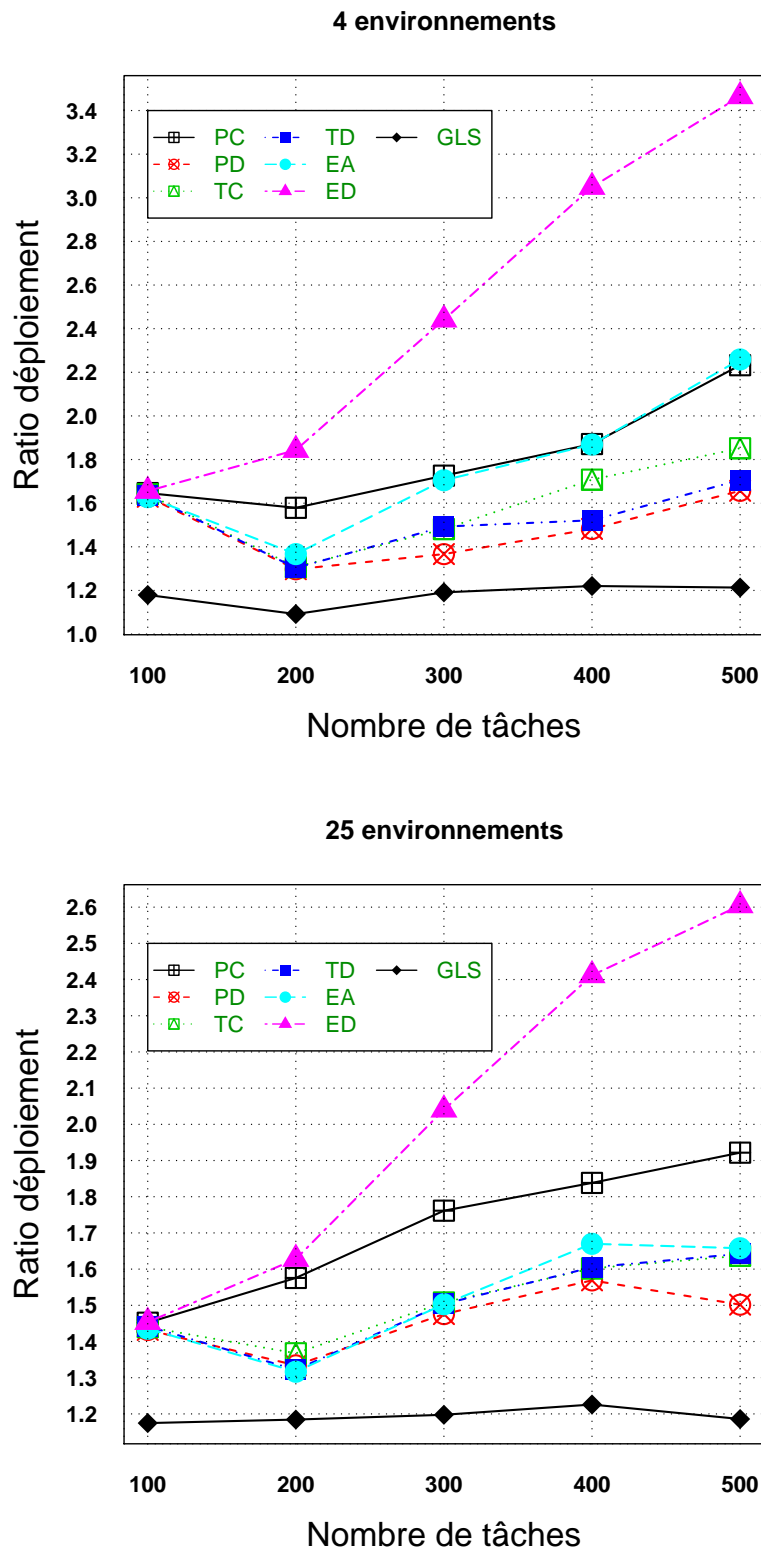 4 environnements
Ratio déploiement
3.4
3.2
3.0
2.8
2.6
2.4
2.2
2.0
1.8
1.6
1.4
1.2
1.0
PC TD GLS
PD EA
TC ED
100 200 300 400 500
Nombre de tâches
25 environnements
Ratio déploiement
2.6
2.5
2.4
2.3
2.2
2.1
2.0
1.9
1.8
1.7
1.6
1.5
1.4
1.3
1.2
PC TD GLS
PD EA
TC ED
100 200 300 400 500
Nombre de tâches